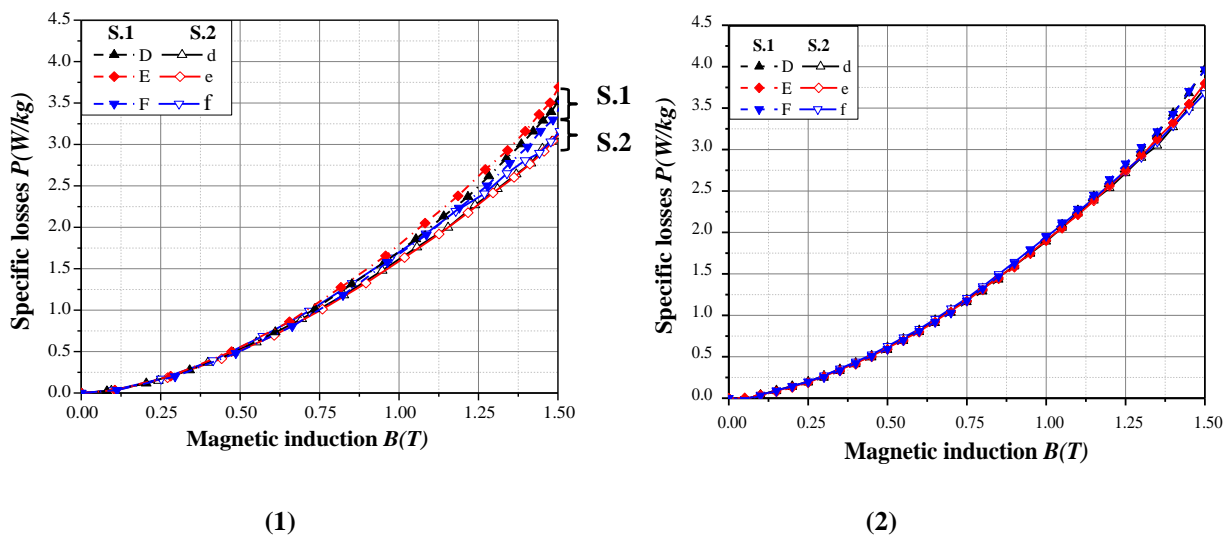 4.5
4.0
3.5
3.0
2.5
2.0
1.5
1.0
0.5
0.0
Specific losses P(W/kg)
S.1 S.2
D d
E e
F f
S.1
S.2
0.00 0.25 0.50 0.75 1.00 1.25 1.50
Magnetic induction B(T)
(1)
4.5
4.0
3.5
3.0
2.5
2.0
1.5
1.0
0.5
0.0
Specific losses P(W/kg)
S.1 S.2
D d
E e
F f
0.00 0.25 0.50 0.75 1.00 1.25 1.50
Magnetic induction B(T)
(2)